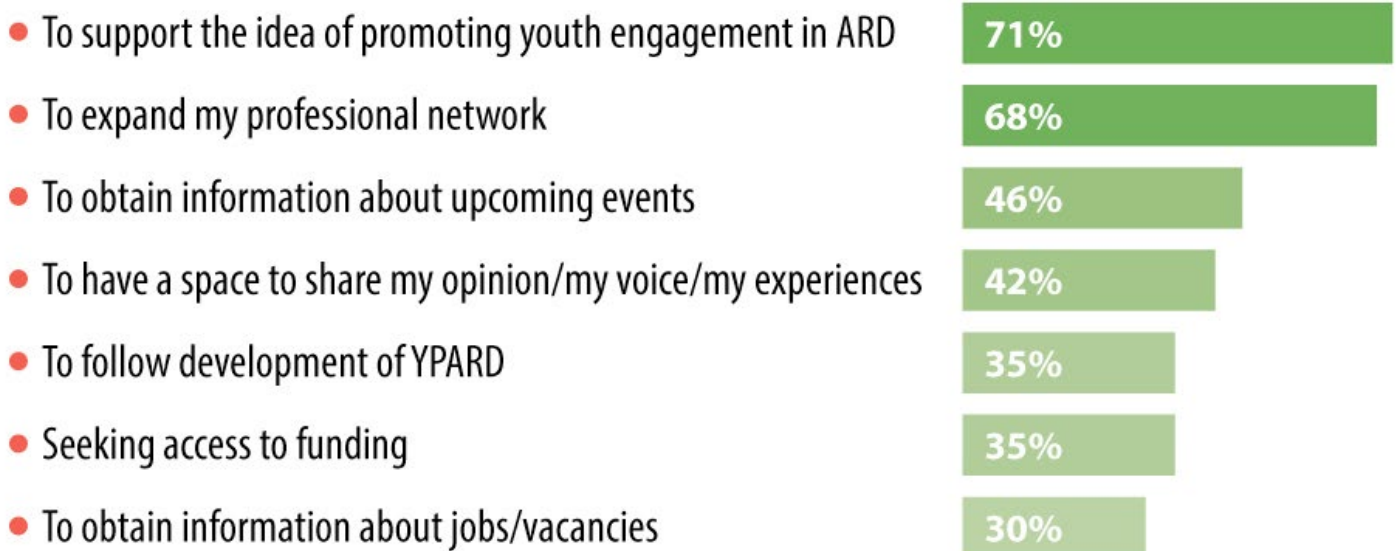 • To support the idea of promoting youth engagement in ARD 71%
• To expand my professional network 68%
• To obtain information about upcoming events 46%
• To have a space to share my opinion/my voice/my experiences 42%
• To follow development of YPARD 35%
• Seeking access to funding 35%
• To obtain information about jobs/vacancies 30%